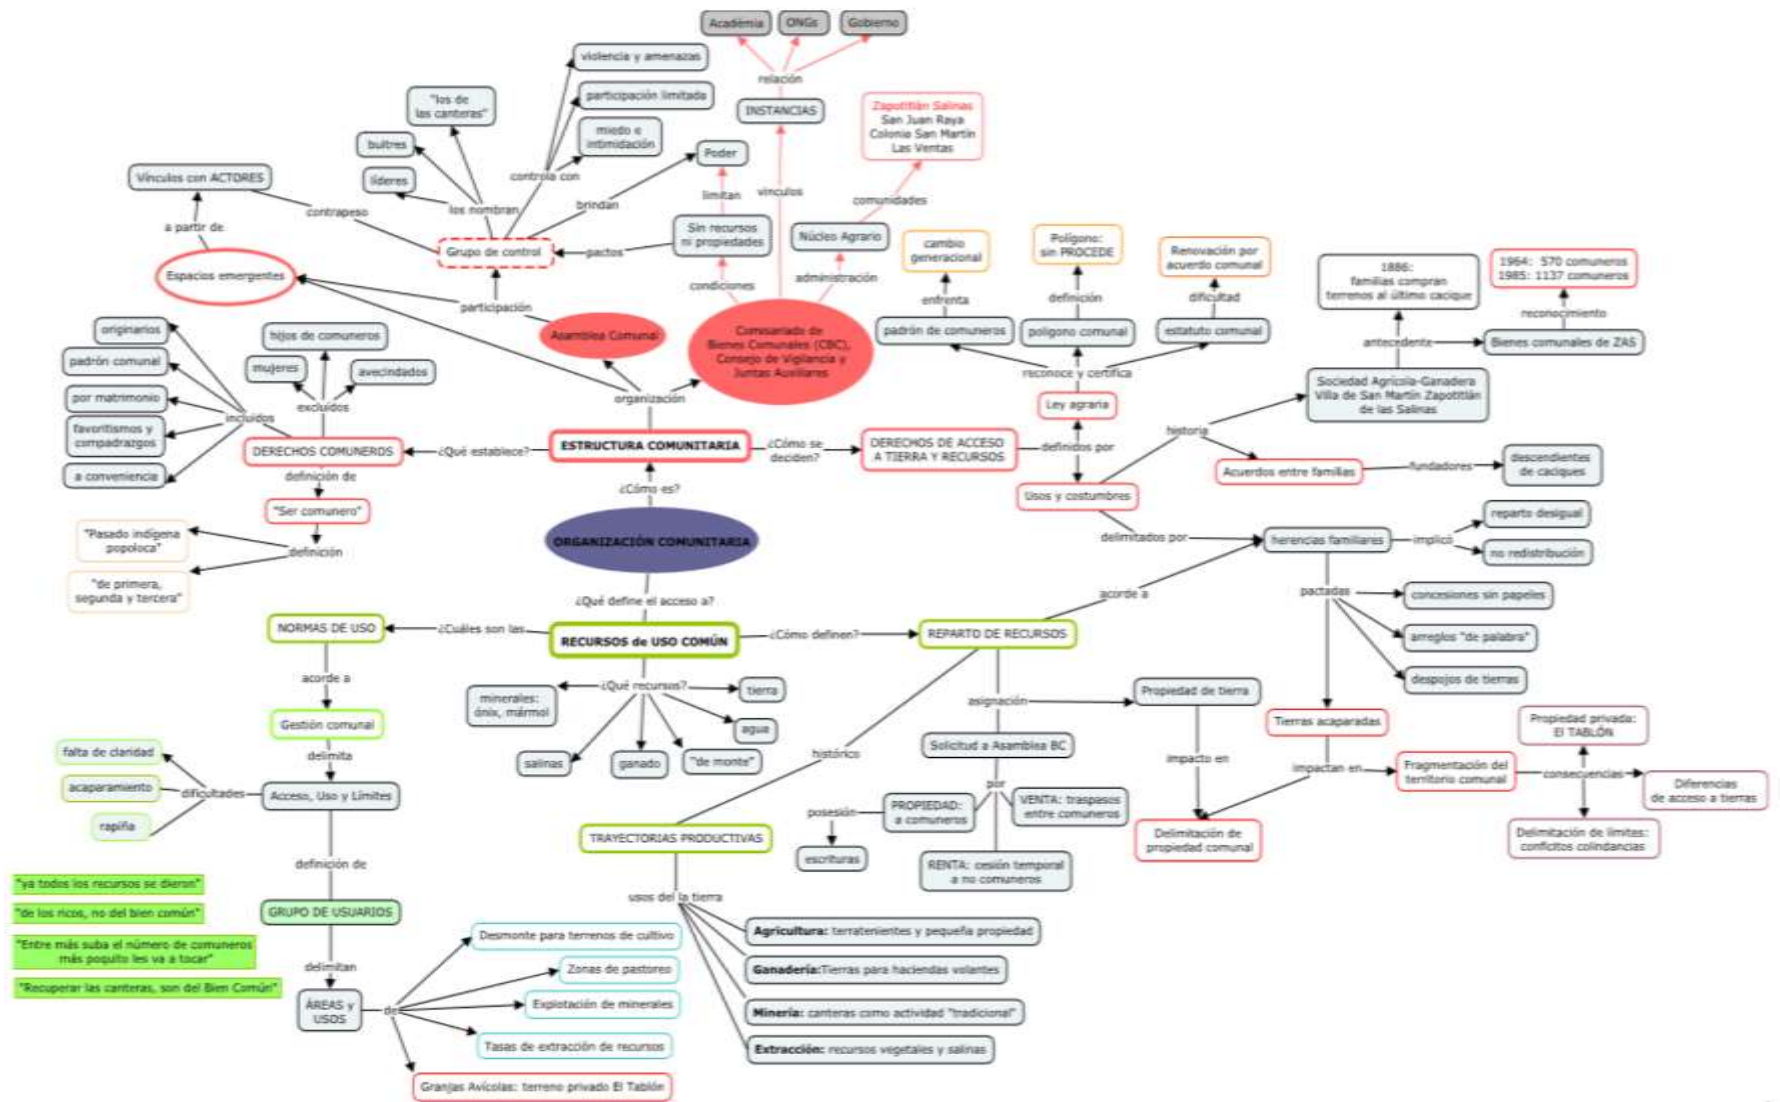 Académia
ONGs
Gobierno
relación
INSTANCIAS
vínculos
violencia y amenazas
participación limitada
miedo e
intimidación
controla con
"los de
las canteras"
buitres
líderes
los nombran
brindan
Poder
limitan
Sin recursos
ni propiedades
pactos
condiciones
Zapotitlán Salinas
San Juan Raya
Colonia San Martín
Las Ventas
comunidades
Núcleo Agrario
administración
Vínculos con ACTORES
contrapeso
a partir de
Grupo de control
Espacios emergentes
participación
Asamblea Comunal
Comisariado de
Bienes Comunales (CBC),
Consejo de Vigilancia y
Juntas Auxiliares
organización
cambio
generacional
enfrenta
padrón de comuneros
Polígono:
sin PROCEDE
definición
polígono comunal
Renovación por
acuerdo comunal
dificultad
estatuto comunal
reconoce y certifica
Ley agraria
1886:
familias compran
terrenos al último cacique
1964: 570 comuneros
1985: 1137 comuneros
reconocimiento
antecedente
Bienes comunales de ZAS
Sociedad Agrícola-Ganadera
Villa de San Martín Zapotitlán
de las Salinas
historia
Acuerdos entre familias
fundadores
descendientes
de caciques
originarios
padrón comunal
por matrimonio
favoritismos y
compadrazgos
a conveniencia
incluidos
hijos de comuneros
mujeres
avecindados
excluidos
DERECHOS COMUNEROS
¿Qué establece?
ESTRUCTURA COMUNITARIA
¿Cómo se
deciden?
DERECHOS DE ACCESO
A TIERRA Y RECURSOS
definidos por
Usos y costumbres
definición de
"Ser comunero"
definición
"Pasado indígena
popoloca"
"de primera,
segunda y tercera"
¿Cómo es?
ORGANIZACIÓN COMUNITARIA
¿Qué define el acceso a?
delimitados por
herencias familiares
implicó
reparto desigual
no redistribución
pactadas
concesiones sin papeles
arreglos "de palabra"
despojos de tierras
acorde a
NORMAS DE USO
¿Cuáles son las
RECURSOS de USO COMÚN
¿Cómo definen?
REPARTO DE RECURSOS
¿Qué recursos?
minerales:
ónix, mármol
salinas
ganado
"de monte"
agua
tierra
acorde a
Gestión comunal
delimita
falta de claridad
acaparamiento
rapiña
dificultades
Acceso, Uso y Límites
definición de
GRUPO DE USUARIOS
delimitan
ÁREAS y
USOS
de
Desmonte para terrenos de cultivo
Zonas de pastoreo
Explotación de minerales
Tasas de extracción de recursos
Granjas Avícolas: terreno privado El Tablón
"ya todos los recursos se dieron"
"de los ricos, no del bien común"
"Entre más suba el número de comuneros
más poquito les va a tocar"
"Recuperar las canteras, son del Bien Común"
histórico
TRAYECTORIAS PRODUCTIVAS
usos del la tierra
Agricultura: terratenientes y pequeña propiedad
Ganadería:Tierras para haciendas volantes
Minería: canteras como actividad "tradicional"
Extracción: recursos vegetales y salinas
asignación
Solicitud a Asamblea BC
por
posesión
PROPIEDAD:
a comuneros
escrituras
VENTA: traspasos
entre comuneros
RENTA: cesión temporal
a no comuneros
Propiedad de tierra
impacto en
Delimitación de
propiedad comunal
Tierras acaparadas
impactan en
Fragmentación del
territorio comunal
consecuencias
Propiedad privada:
El TABLÓN
Diferencias
de acceso a tierras
Delimitación de límites:
conflcitos colindancias